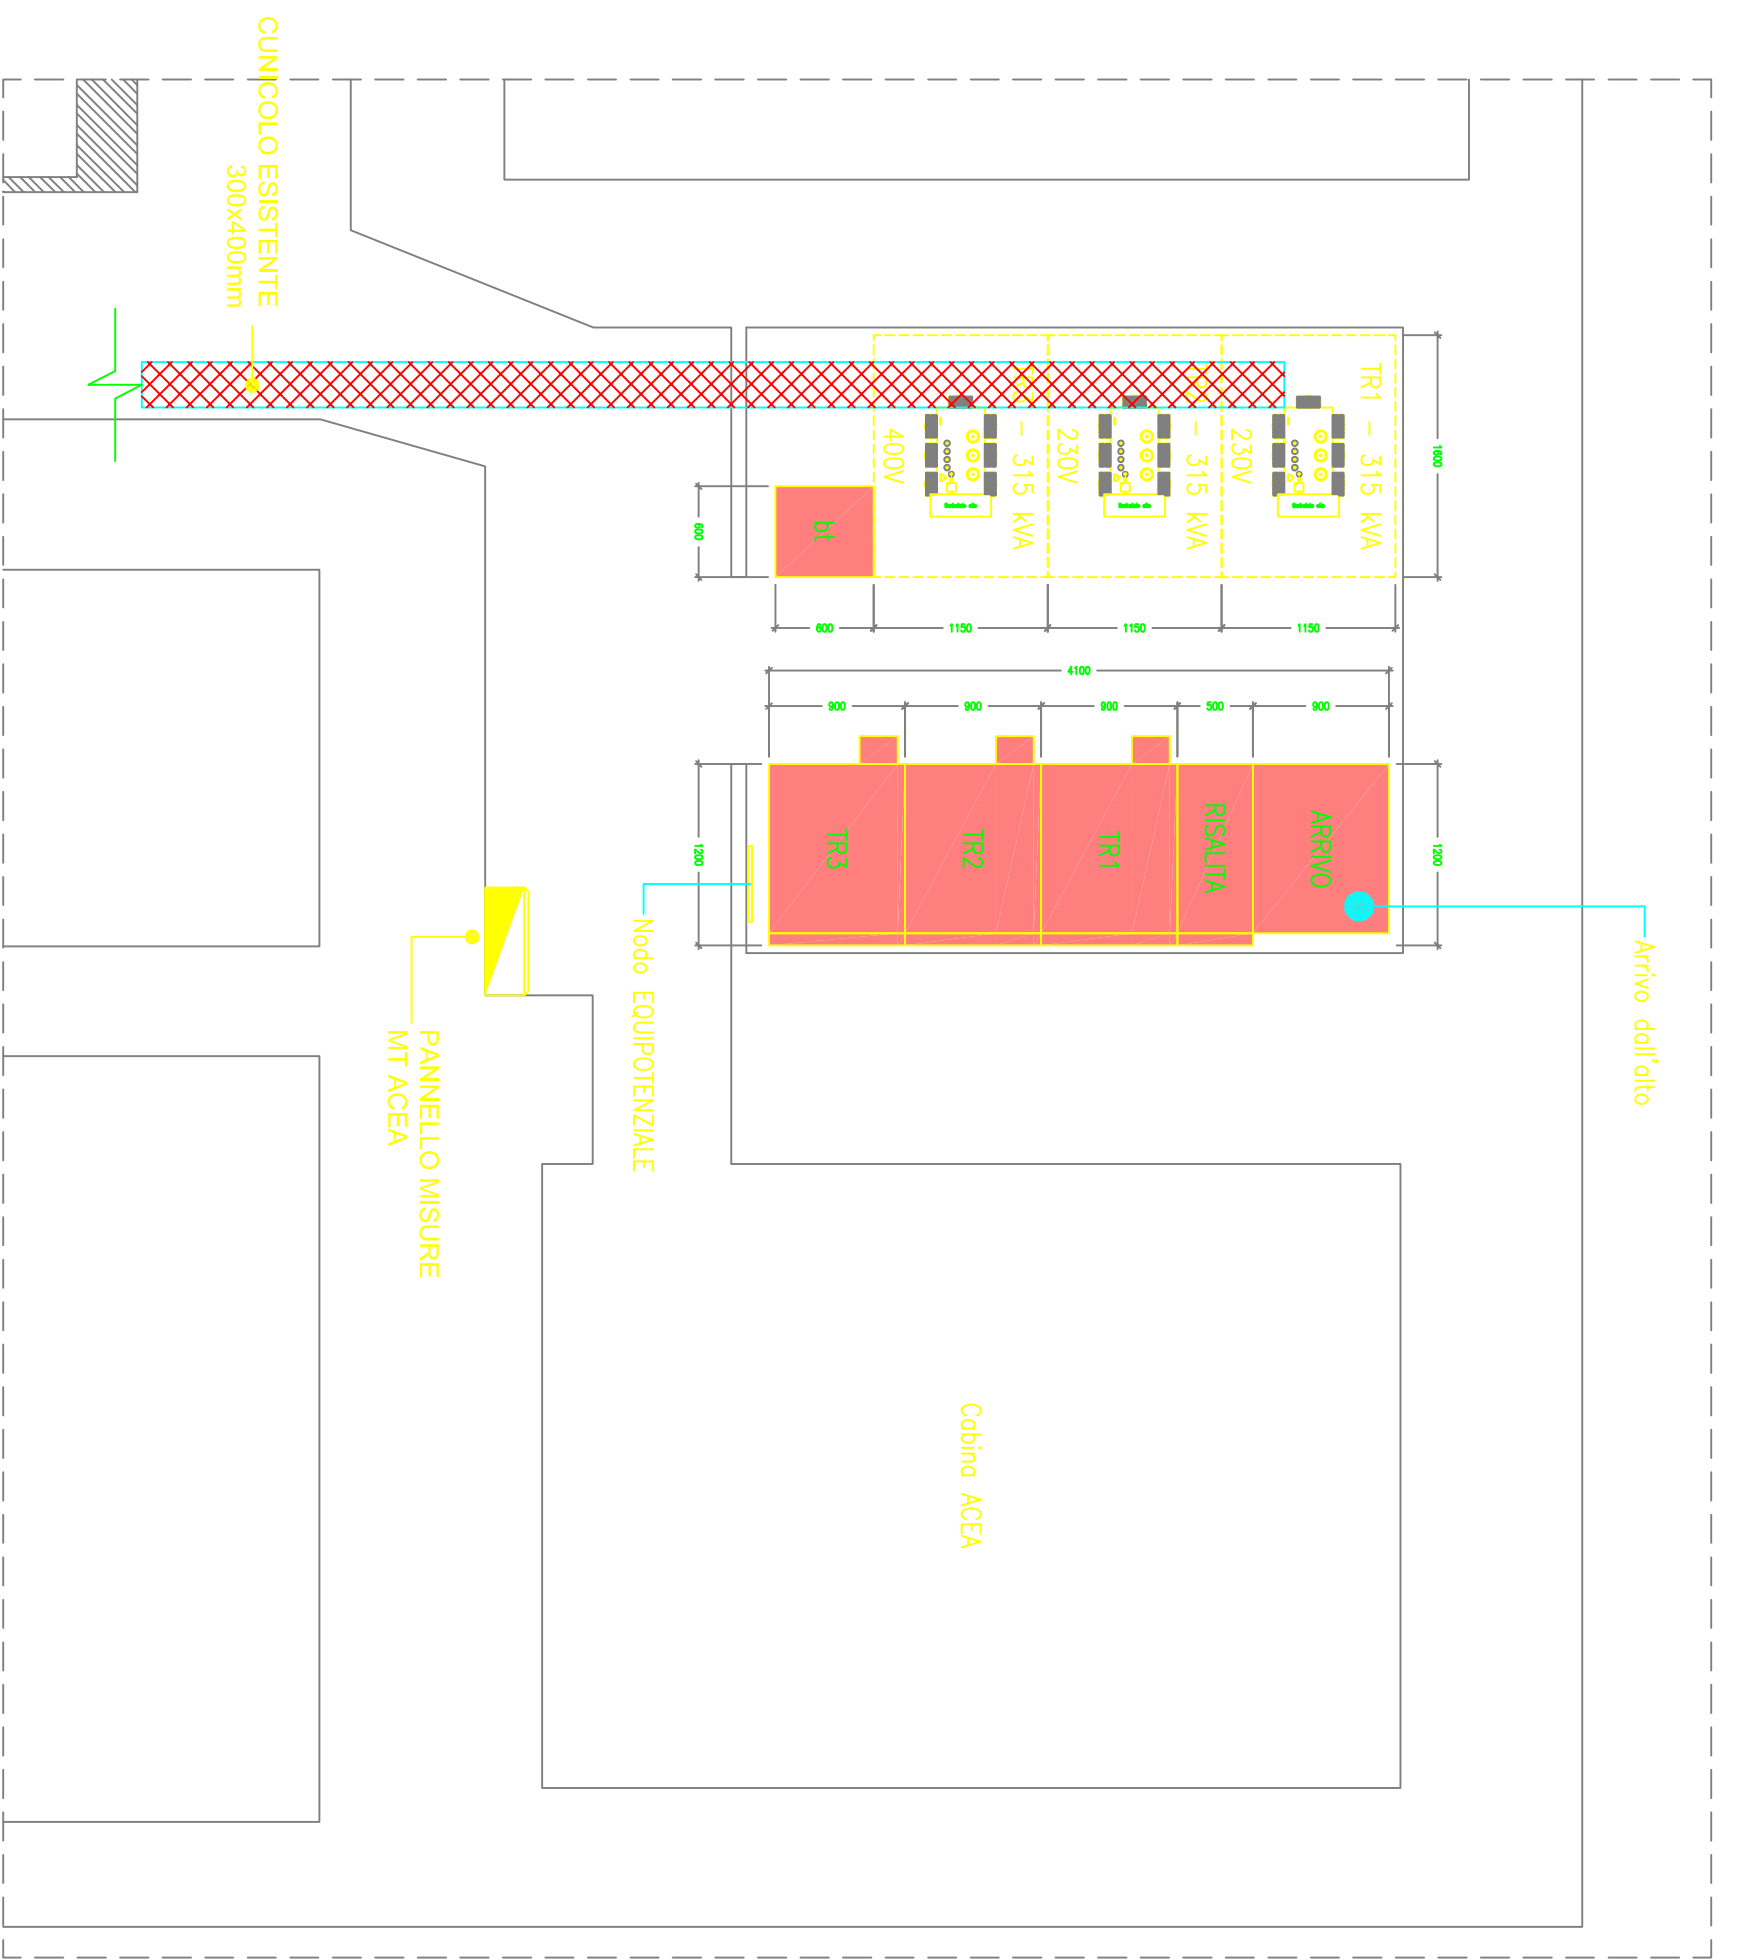 CUNICOLO ESISTENTE
300x400mm
TR1 - 315 kVA
230V
- 315 kVA
230V
- 315 kVA
400V
1600
bt
600
600
1150
1150
1150
4100
900
900
900
500
900
TR3
TR2
TR1
RISALITA
ARRIVO
1200
1200
Nodo EQUIPOTENZIALE
Arrivo dall'alto
PANNELLO MISURE
MT ACEA
Cabina ACEA